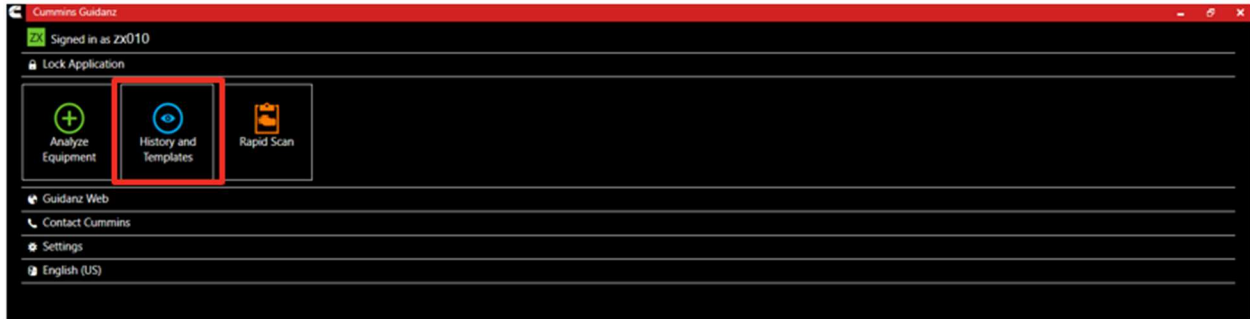 Cummins Guidanz
ZX Signed in as zx010
Lock Application
Analyze
Equipment
History and
Templates
Rapid Scan
Guidanz Web
Contact Cummins
Settings
English (US)